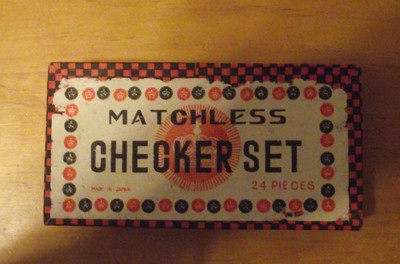 MATCHLESS
CHECKER SET
24 PIECES
MADE IN JAPAN